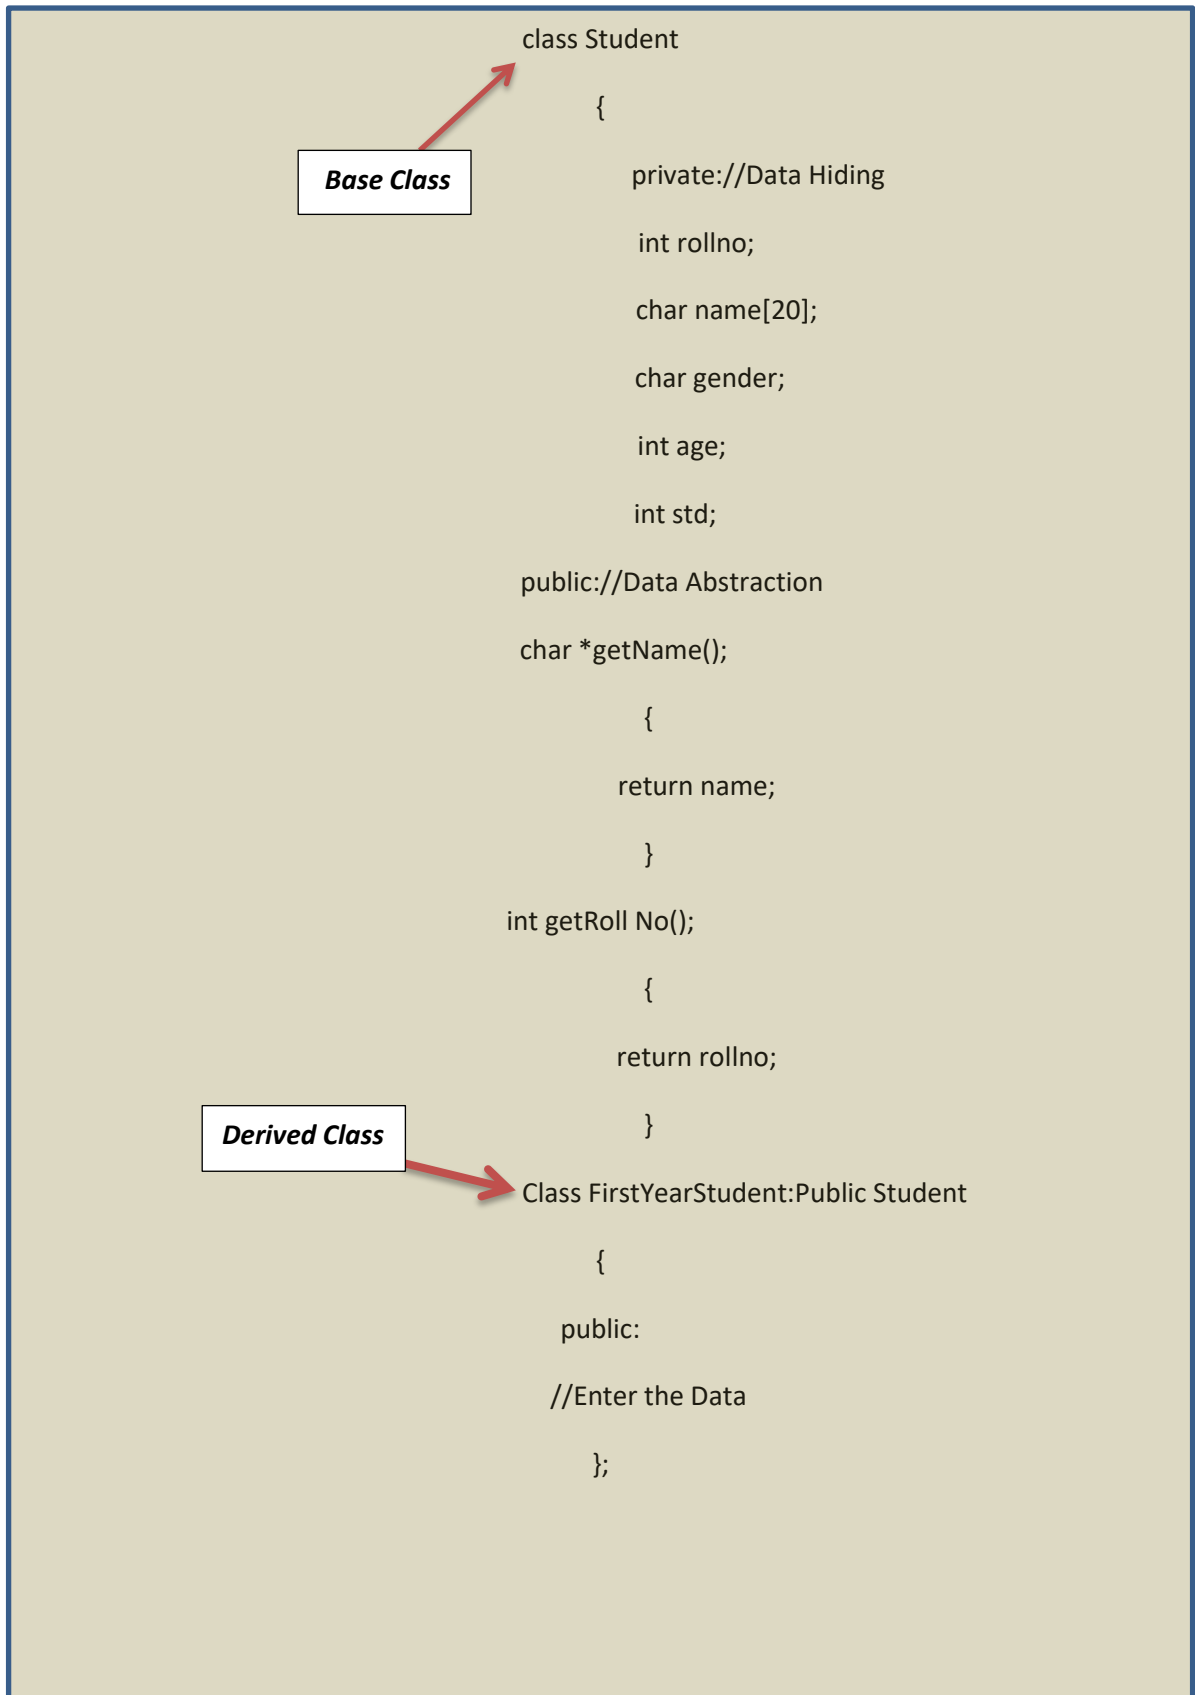 class Student
{
Base Class
private://Data Hiding
int rollno;
char name[20];
char gender;
int age;
int std;
public://Data Abstraction
char *getName();
{
return name;
}
int getRoll No();
{
return rollno;
}
Derived Class
Class FirstYearStudent:Public Student
{
public:
//Enter the Data
};